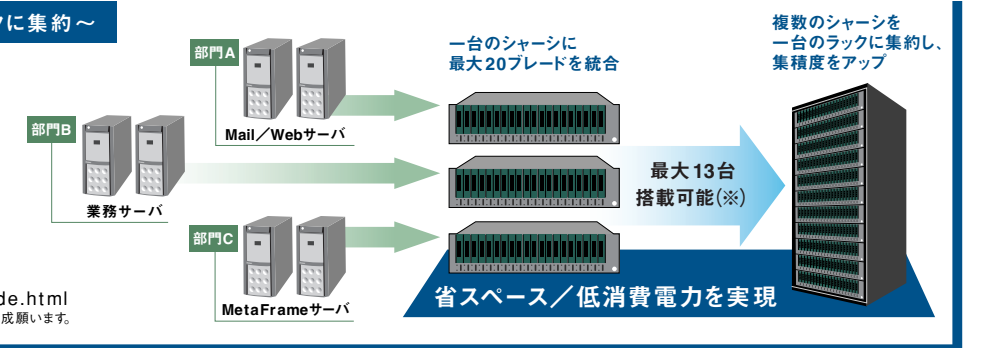 クに集約～
部門A
Mail／Webサーバ
部門B
業務サーバ
部門C
MetaFrameサーバ
一台のシャーシに
最大20ブレードを統合
最大13台
搭載可能(※)
複数のシャーシを
一台のラックに集約し、
集積度をアップ
省スペース／低消費電力を実現
de.html
成願います。